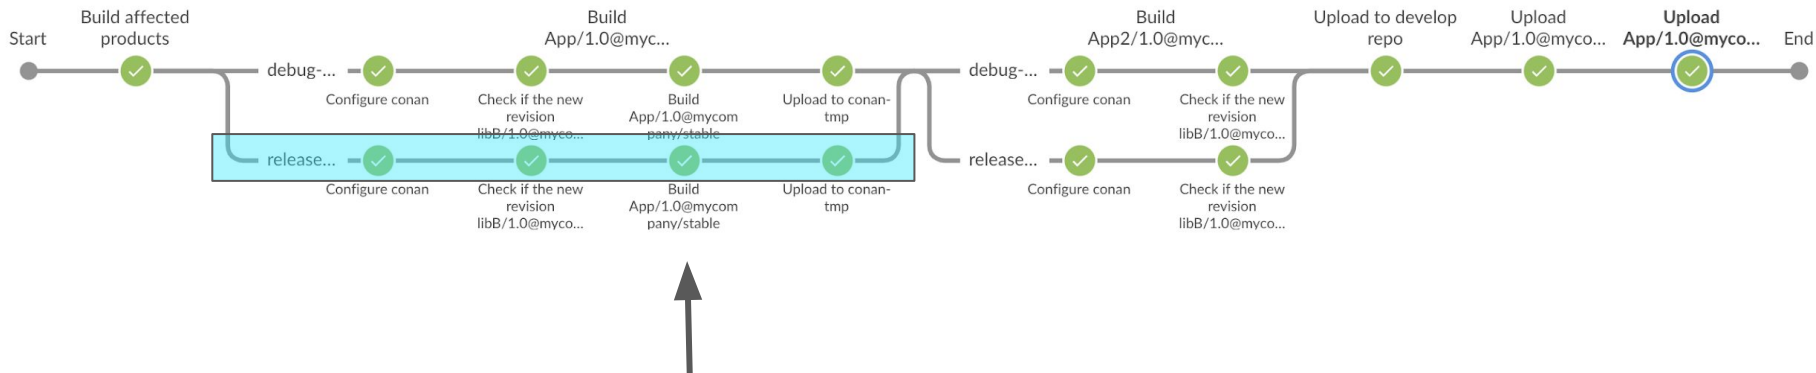 Start
Build affected
products
Build
App/1.0@myc...
Build
App2/1.0@myc...
Upload to develop
repo
Upload
App/1.0@myco...
Upload
App/1.0@myco...
End
debug-...
Configure conan
Check if the new
revision
libB/1.0@myco...
Build
App/1.0@mycom
pany/stable
Upload to conan-
tmp
debug-...
Configure conan
Check if the new
revision
libB/1.0@myco...
release...
Configure conan
Check if the new
revision
libB/1.0@myco...
Build
App/1.0@mycom
pany/stable
Upload to conan-
tmp
release...
Configure conan
Check if the new
revision
libB/1.0@myco...